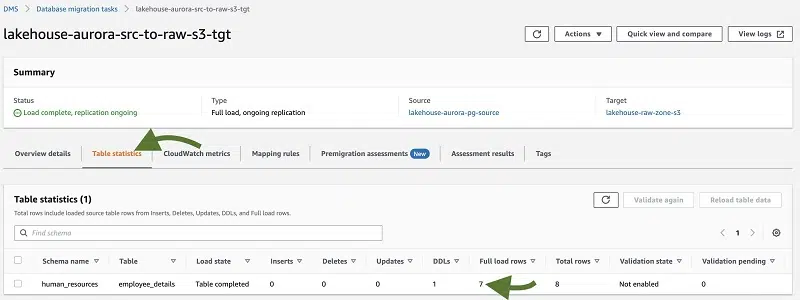 DMS > Database migration tasks > lakehouse-aurora-src-to-raw-s3-tgt
lakehouse-aurora-src-to-raw-s3-tgt Actions Quick view and compare View logs
Summary
Status Type Source Target
Load complete, replication ongoing Full load, ongoing replication lakehouse-aurora-pg-source lakehouse-raw-zone-s3
Overview details Table statistics CloudWatch metrics Mapping rules Premigration assessments New Assessment results Tags
Table statistics (1) Validate again Reload table data
Total rows include loaded source table rows from Inserts, Deletes, Updates, DDLs, and Full load rows.
Find schema 1
Schema name Table Load state Inserts Deletes Updates DDLs Full load rows Total rows Validation state Validation pending
human_resources employee_details Table completed 0 0 0 1 7 8 Not enabled 0